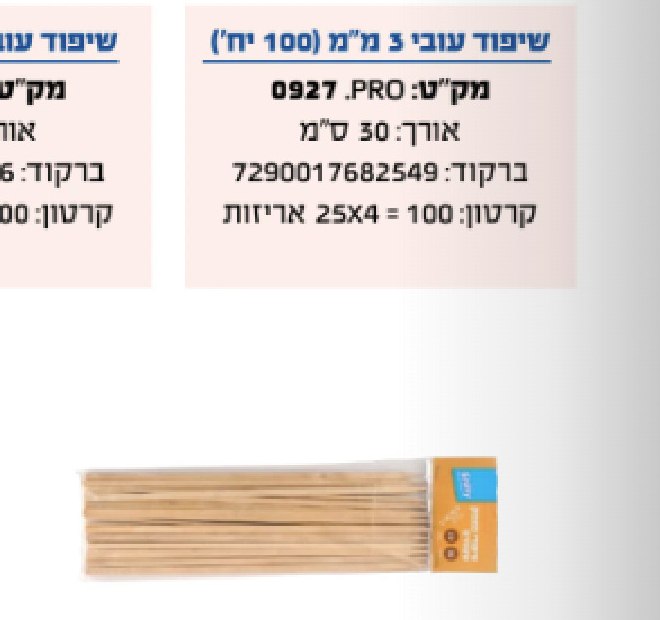 שיפוד עובי 3 מ"מ (100 יח')
מק"ט: PRO. 0927
אורך: 30 ס"מ
ברקוד: 7290017682549
קרטון: 25X4 = 100 אריזות
שיפוד עוב
מק"ט
אור
ברקוד: 6
קרטון: 00